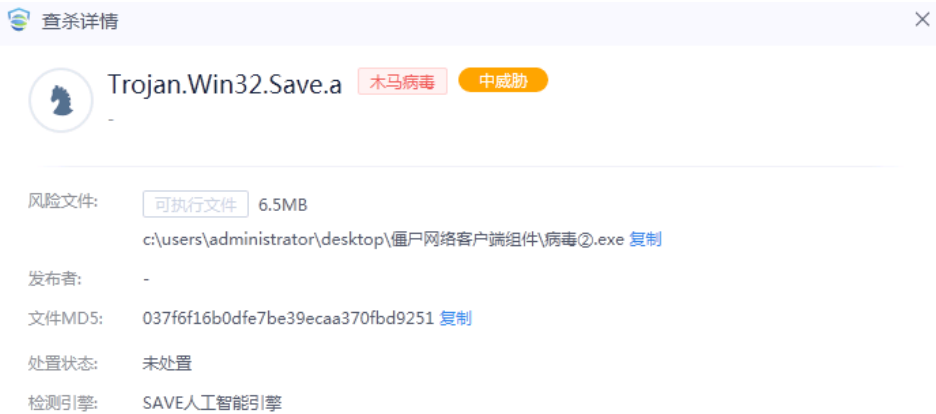 查杀详情
Trojan.Win32.Save.a 木马病毒 中威胁
-
风险文件: 可执行文件 6.5MB
c:\users\administrator\desktop\僵尸网络客户端组件\病毒②.exe 复制
发布者: -
文件MD5: 037f6f16b0dfe7be39ecaa370fbd9251 复制
处置状态: 未处置
检测引擎: SAVE人工智能引擎